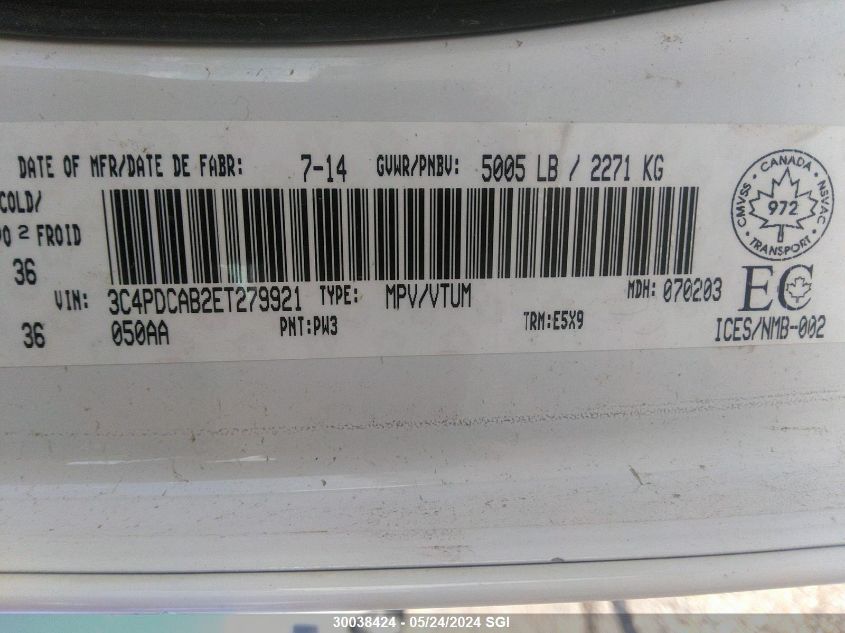 DATE OF MFR/DATE DE FABR: 7-14 GVWR/PNBV: 5005 LB / 2271 KG
COLD/
2 FROID
36
VIN: 3C4PDCAB2ET279921 TYPE: MPV/VTUM MDH: 070203
36 050AA PNT:PW3 TRM:E5X9
CANADA
CMVSS NSVAC
972
TRANSPORT
EC
ICES/NMB-002
30038424 - 05/24/2024 SGI